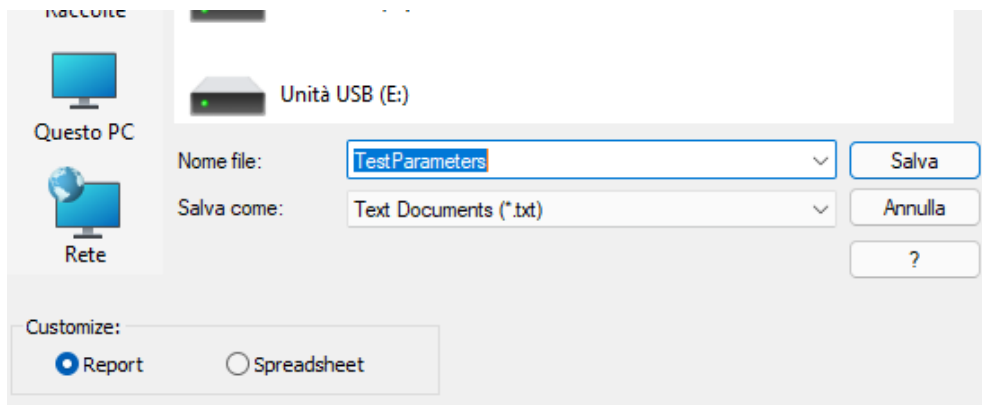 Raccolte
Unità USB (E:)
Questo PC
Nome file: TestParameters Salva
Salva come: Text Documents (*.txt) Annulla
Rete ?
Customize:
Report Spreadsheet